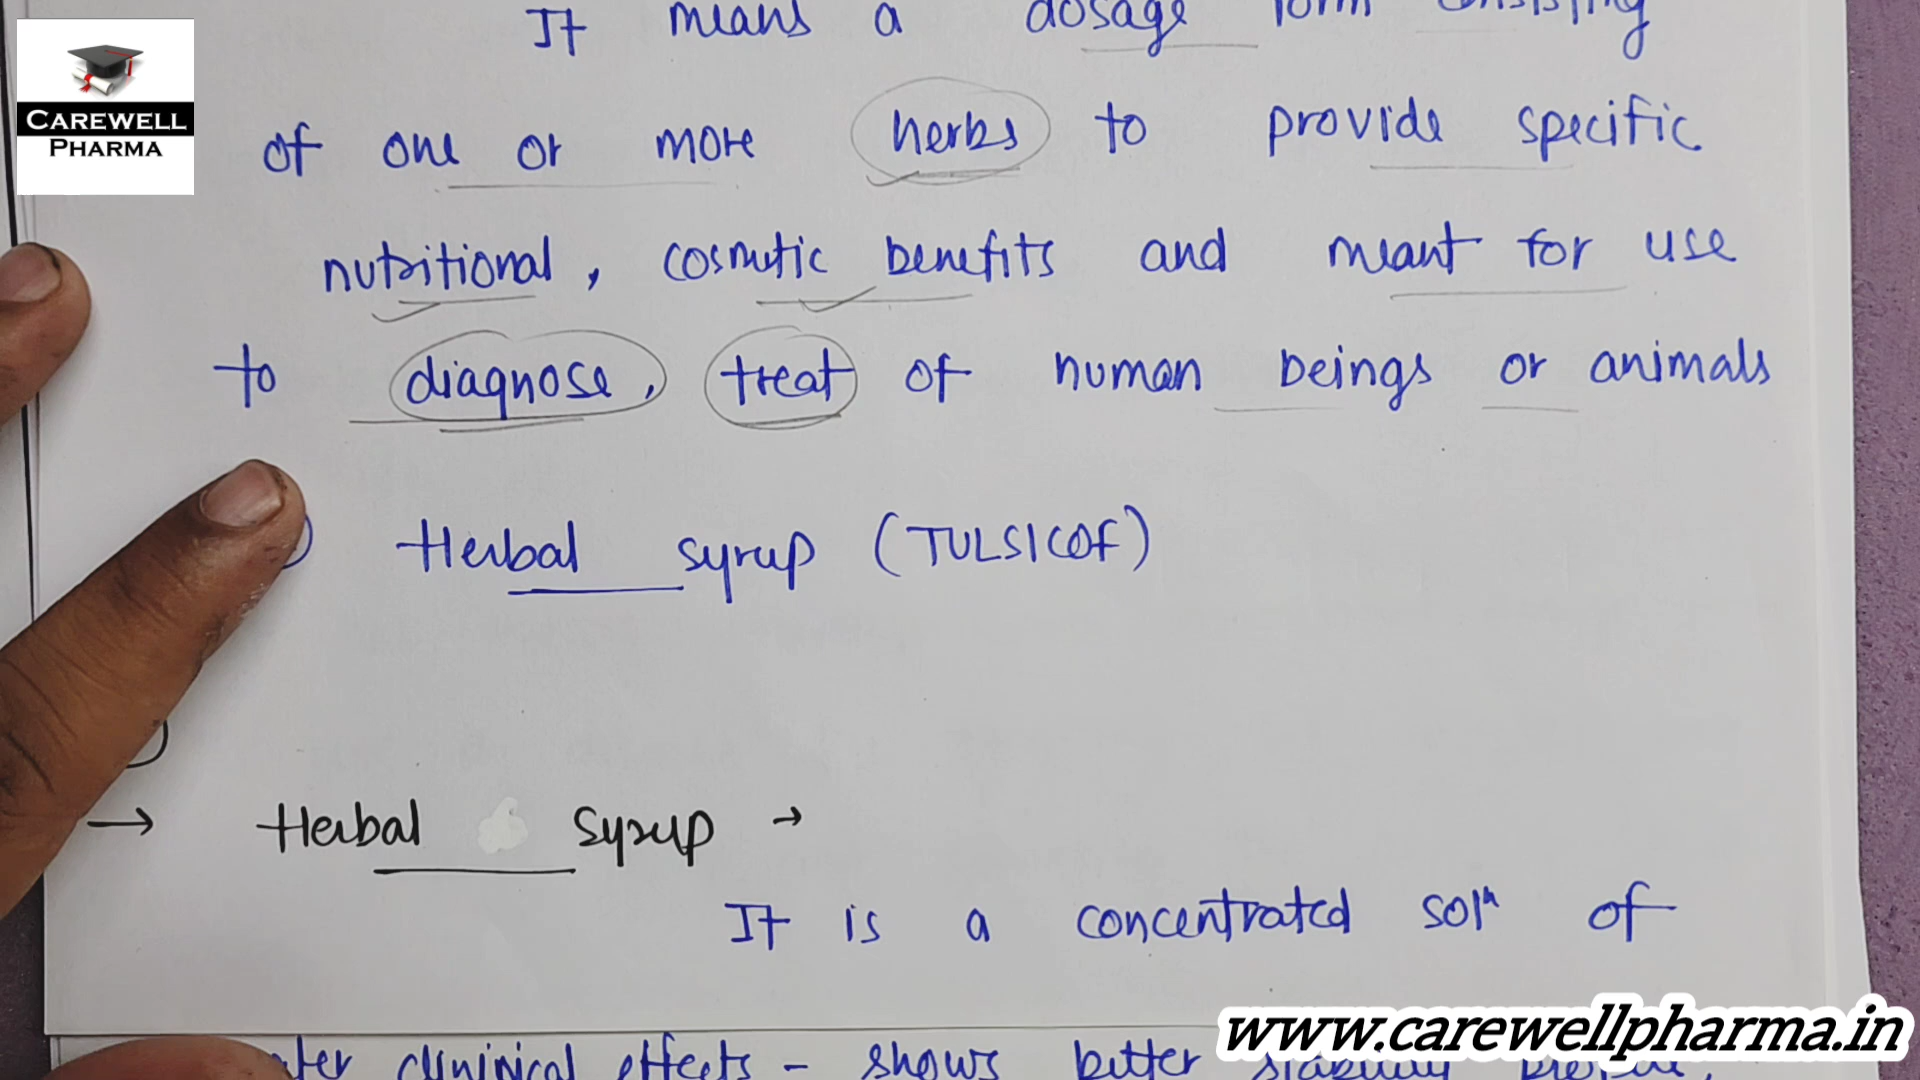 CAREWELL
PHARMA
It means a dosage form consisting
of one or more herbs to provide specific
nutritional, cosmetic benefits and meant for use
to diagnose, treat of human beings or animals
Herbal syrup (TULSICOF)
→ Herbal syrup →
It is a concentrated solⁿ of
effects - shows better
www.carewellpharma.in